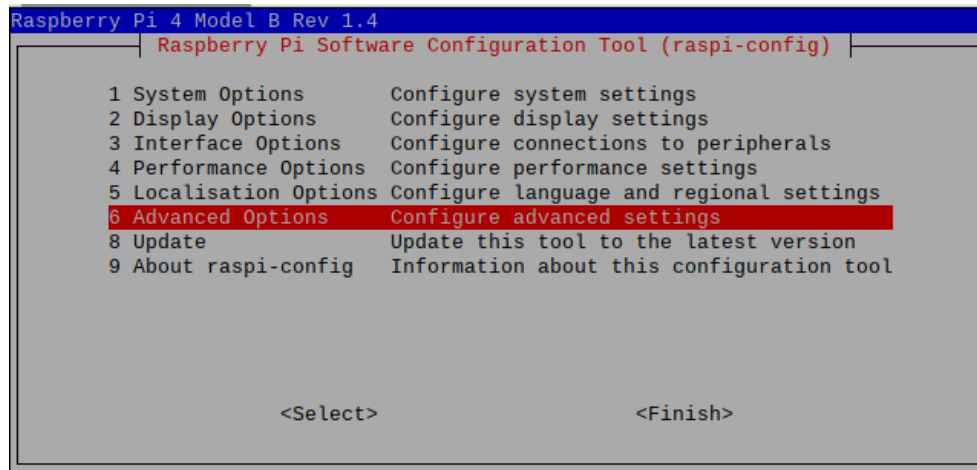 Raspberry Pi 4 Model B Rev 1.4
Raspberry Pi Software Configuration Tool (raspi-config)
1 System Options Configure system settings
2 Display Options Configure display settings
3 Interface Options Configure connections to peripherals
4 Performance Options Configure performance settings
5 Localisation Options Configure language and regional settings
6 Advanced Options Configure advanced settings
8 Update Update this tool to the latest version
9 About raspi-config Information about this configuration tool
<Select> <Finish>